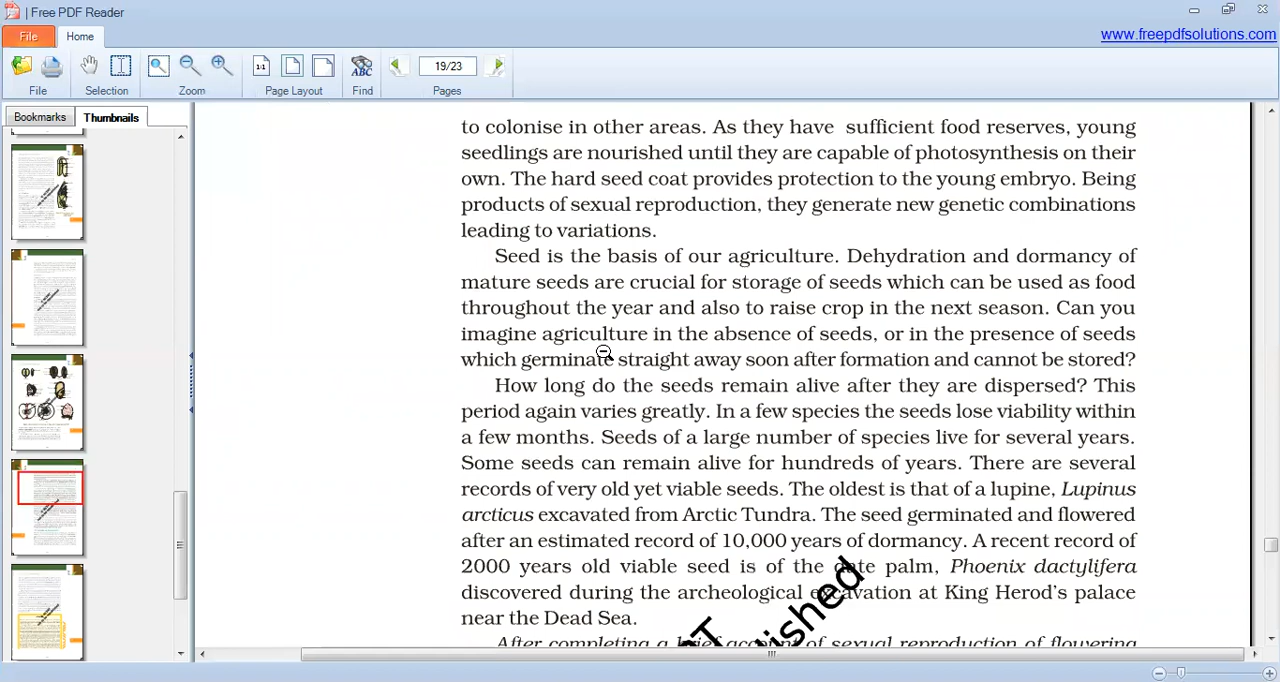 Free PDF Reader
File
Home
www.freepdfsolutions.com
1:1
ABC
19/23
File
Selection
Zoom
Page Layout
Find
Pages
Bookmarks
Thumbnails
to colonise in other areas. As they have sufficient food reserves, young
seedlings are nourished until they are capable of photosynthesis on their
own. The hard seed coat provides protection to the young embryo. Being
products of sexual reproduction, they generate new genetic combinations
leading to variations.
Seed is the basis of our agriculture. Dehydration and dormancy of
mature seeds are crucial for storage of seeds which can be used as food
throughout the year and also to raise crop in the next season. Can you
imagine agriculture in the absence of seeds, or in the presence of seeds
which germinate straight away soon after formation and cannot be stored?
How long do the seeds remain alive after they are dispersed? This
period again varies greatly. In a few species the seeds lose viability within
a few months. Seeds of a large number of species live for several years.
Some seeds can remain alive for hundreds of years. There are several
records of very old yet viable seeds. The oldest is that of a lupine, Lupinus
arcticus excavated from Arctic Tundra. The seed germinated and flowered
after an estimated record of 10,000 years of dormancy. A recent record of
2000 years old viable seed is of the date palm, Phoenix dactylifera
discovered during the archeological excavation at King Herod's palace
near the Dead Sea.
After completing a brief account of sexual reproduction of flowering